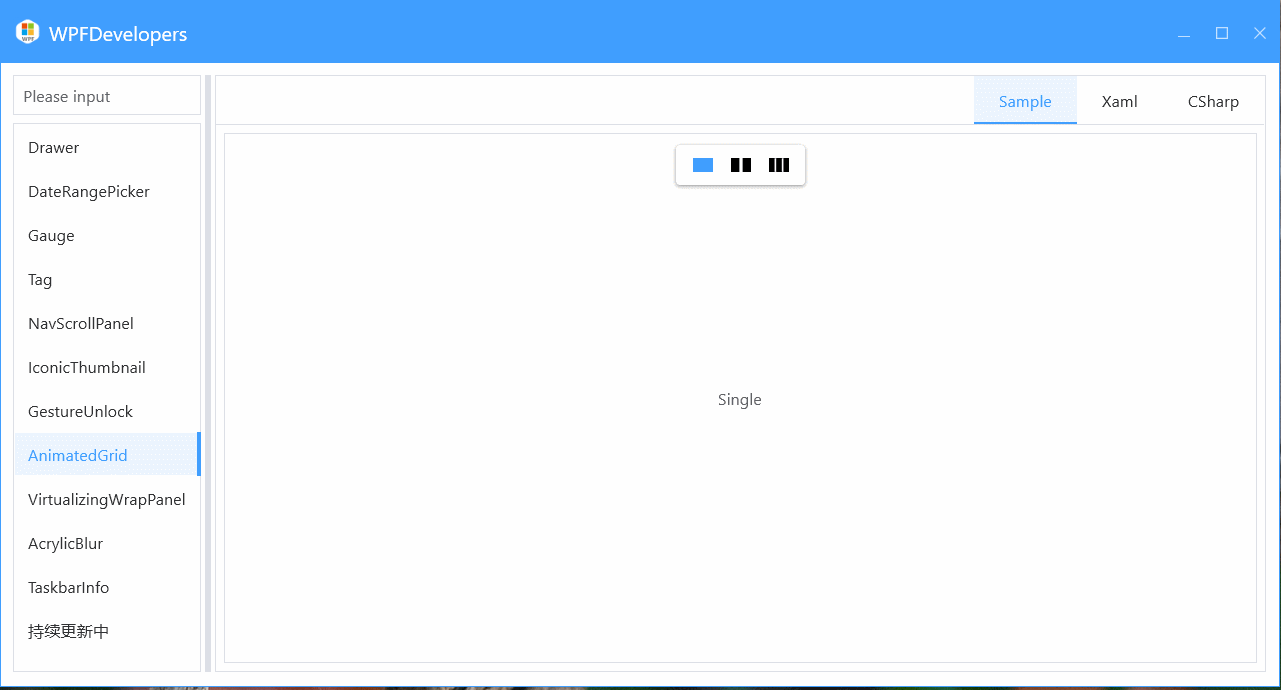 WPFDevelopers
Please input
Drawer
DateRangePicker
Gauge
Tag
NavScrollPanel
IconicThumbnail
GestureUnlock
AnimatedGrid
VirtualizingWrapPanel
AcrylicBlur
TaskbarInfo
持续更新中
Sample
Xaml
CSharp
Single